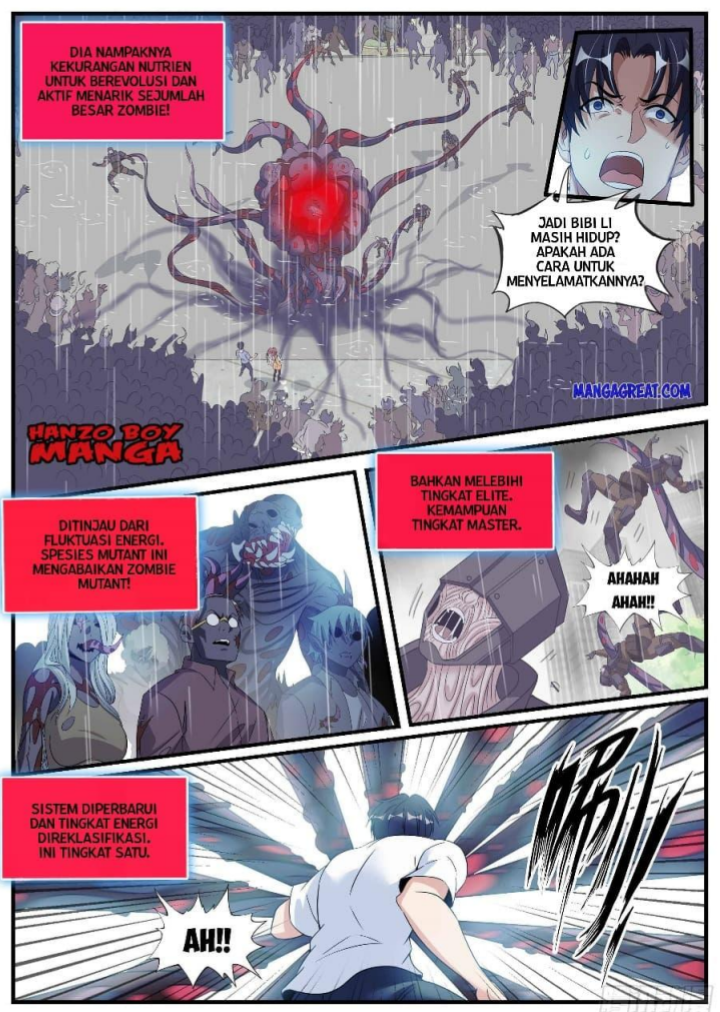 DIA NAMPAKNYA
KEKURANGAN NUTRIEN
UNTUK BEREVOLUSI DAN
AKTIF MENARIK SEJUMLAH
BESAR ZOMBIE!
JADI BIBI LI
MASIH HIDUP?
APAKAH ADA
CARA UNTUK
MENYELAMATKANNYA?
MANGAGREAT.COM
HANZO BOY
MANGA
DITINJAU DARI
FLUKTUASI ENERGI.
SPESIES MUTANT INI
MENGABAIKAN ZOMBIE
MUTANT!
BAHKAN MELEBIHI
TINGKAT ELITE.
KEMAMPUAN
TINGKAT MASTER.
AHAHAH
AHAH!!
SISTEM DIPERBARUI
DAN TINGKAT ENERGI
DIREKLASIFIKASI.
INI TINGKAT SATU.
AH!!